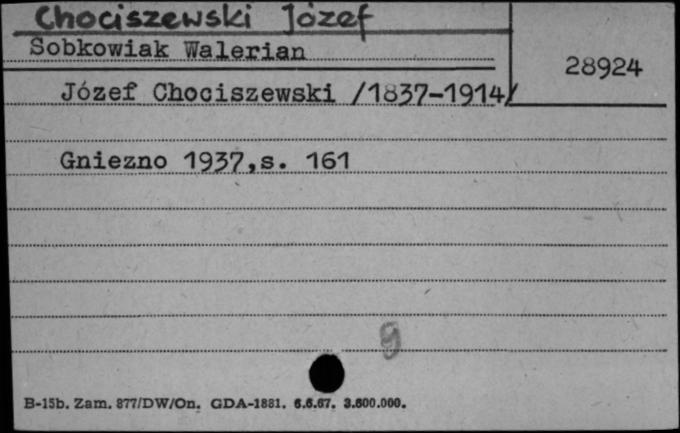 Chociszewski Józef
Sobkowiak Walerian
28924
Józef Chociszewski /1837-1914/
Gniezno 1937,s. 161
g
B-15b. Zam. 877/DW/On. GDA-1881. 6.6.67. 3.600.000.